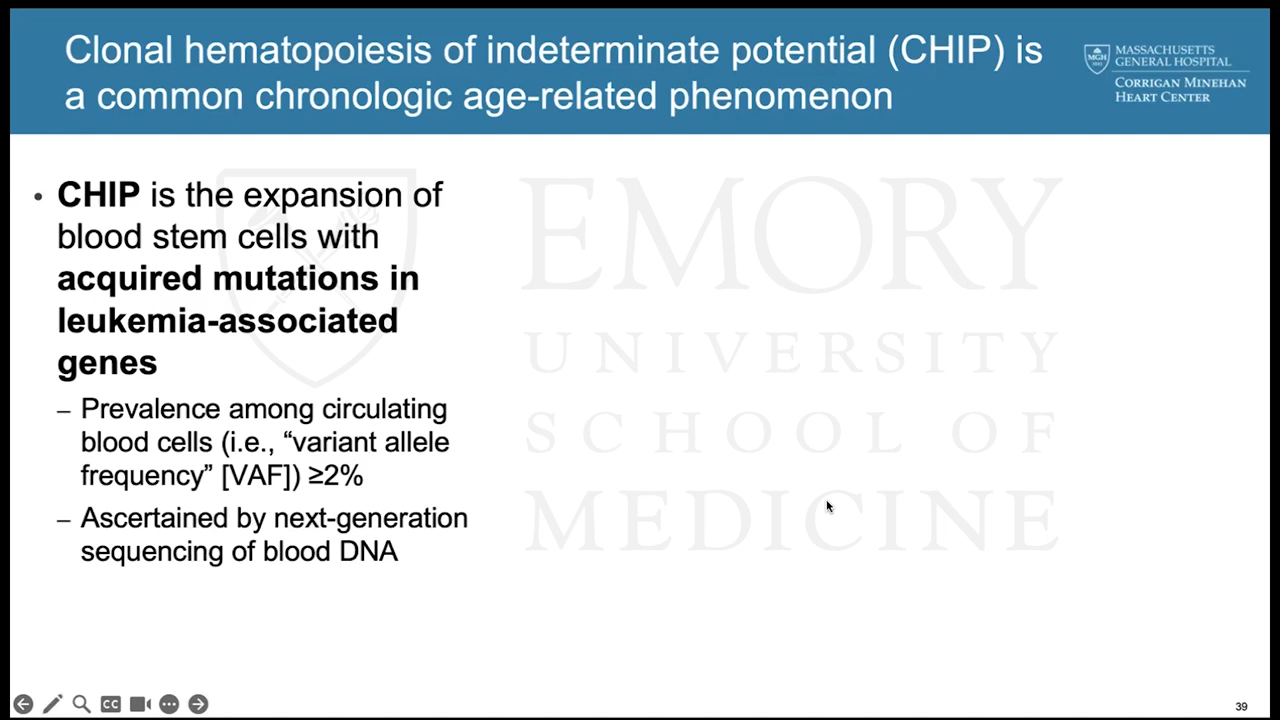 Clonal hematopoiesis of indeterminate potential (CHIP) is
a common chronologic age-related phenomenon
MGH
1811
MASSACHUSETTS
GENERAL HOSPITAL
CORRIGAN MINEHAN
HEART CENTER
• CHIP is the expansion of
blood stem cells with
acquired mutations in
leukemia-associated
genes
– Prevalence among circulating
blood cells (i.e., “variant allele
frequency” [VAF]) ≥2%
– Ascertained by next-generation
sequencing of blood DNA
EMORY
UNIVERSITY
SCHOOL OF
MEDICINE
CC
39